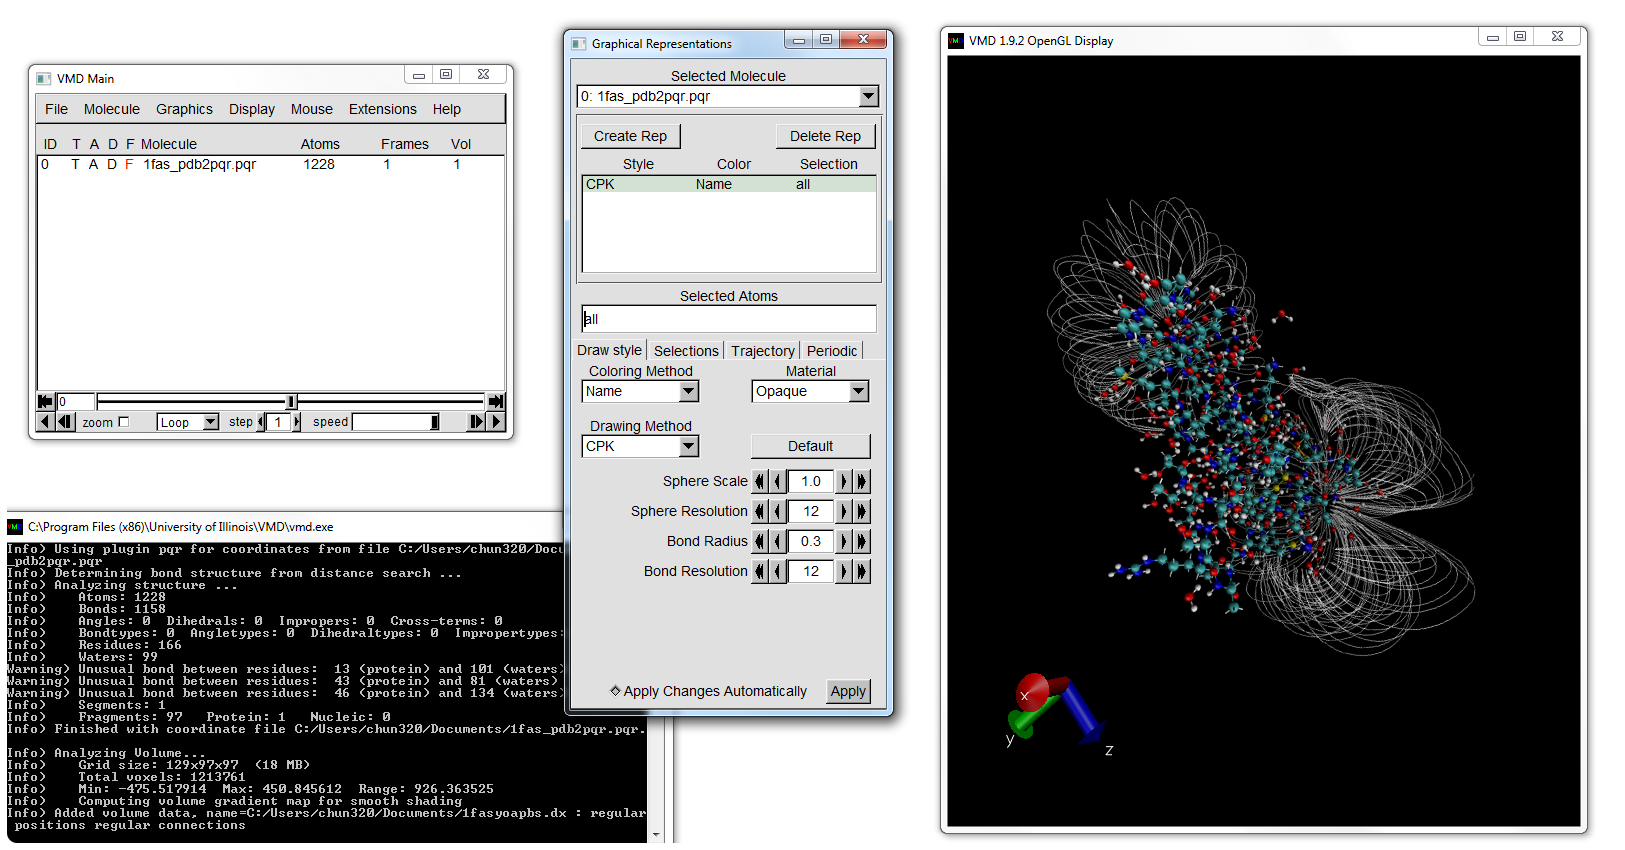 VMD Main
File Molecule Graphics Display Mouse Extensions Help
ID T A D F Molecule Atoms Frames Vol
0 T A D F 1fas_pdb2pqr.pqr 1228 1 1
0
zoom Loop step 1 speed
C:\Program Files (x86)\University of Illinois\VMD\vmd.exe
Info) Using plugin pqr for coordinates from file C:/Users/chun320/Docu
_pdb2pqr.pqr
Info) Determining bond structure from distance search ...
Info) Analyzing structure ...
Info) Atoms: 1228
Info) Bonds: 1158
Info) Angles: 0 Dihedrals: 0 Impropers: 0 Cross-terms: 0
Info) Bondtypes: 0 Angletypes: 0 Dihedraltypes: 0 Impropertypes:
Info) Residues: 166
Info) Waters: 99
Warning) Unusual bond between residues: 13 (protein) and 101 (waters)
Warning) Unusual bond between residues: 43 (protein) and 81 (waters)
Warning) Unusual bond between residues: 46 (protein) and 134 (waters)
Info) Segments: 1
Info) Fragments: 97 Protein: 1 Nucleic: 0
Info) Finished with coordinate file C:/Users/chun320/Documents/1fas_pdb2pqr.pqr.
Info) Analyzing Volume...
Info) Grid size: 129x97x97 (18 MB)
Info) Total voxels: 1213761
Info) Min: -475.517914 Max: 450.845612 Range: 926.363525
Info) Computing volume gradient map for smooth shading
Info) Added volume data, name=C:/Users/chun320/Documents/1fasyoapbs.dx : regular
positions regular connections
Graphical Representations
Selected Molecule
0: 1fas_pdb2pqr.pqr
Create Rep Delete Rep
Style Color Selection
CPK Name all
Selected Atoms
all
Draw style Selections Trajectory Periodic
Coloring Method Material
Name Opaque
Drawing Method
CPK Default
Sphere Scale 1.0
Sphere Resolution 12
Bond Radius 0.3
Bond Resolution 12
Apply Changes Automatically Apply
VMD 1.9.2 OpenGL Display
x
y
z